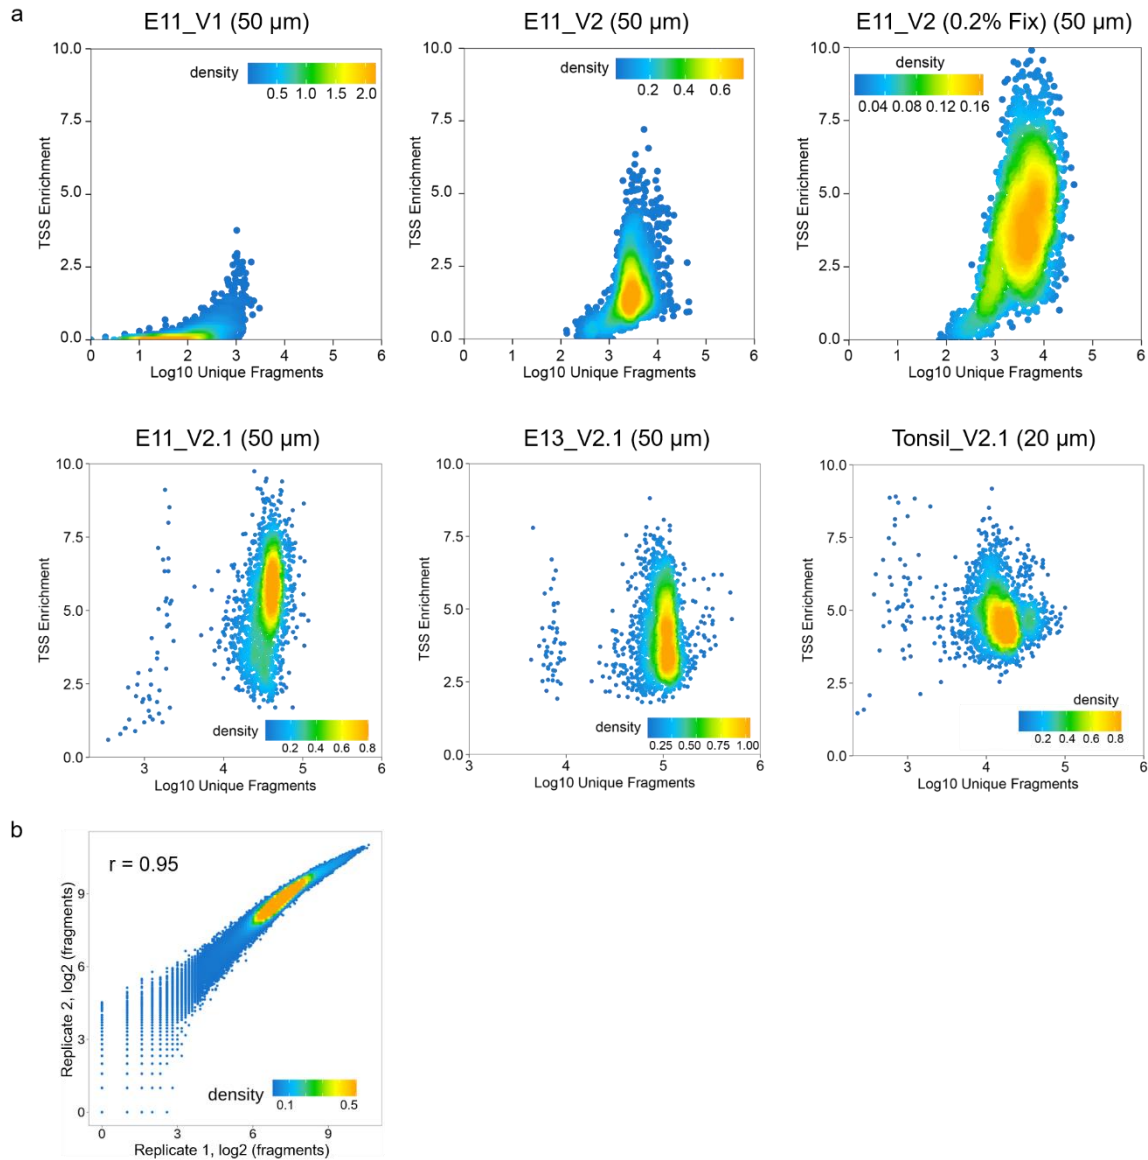 a
E11_V1 (50 µm)
E11_V2 (50 µm)
E11_V2 (0.2% Fix) (50 µm)
10.0
7.5
5.0
2.5
0.0
TSS Enrichment
density
0.5 1.0 1.5 2.0
0 1 2 3 4 5 6
Log10 Unique Fragments
10.0
7.5
5.0
2.5
0.0
TSS Enrichment
density
0.2 0.4 0.6
0 1 2 3 4 5 6
Log10 Unique Fragments
10.0
7.5
5.0
2.5
0.0
TSS Enrichment
density
0.04 0.08 0.12 0.16
0 1 2 3 4 5 6
Log10 Unique Fragments
E11_V2.1 (50 µm)
E13_V2.1 (50 µm)
Tonsil_V2.1 (20 µm)
10.0
7.5
5.0
2.5
0.0
TSS Enrichment
density
0.2 0.4 0.6 0.8
3 4 5 6
Log10 Unique Fragments
10.0
7.5
5.0
2.5
0.0
TSS Enrichment
density
0.25 0.50 0.75 1.00
3 4 5 6
Log10 Unique Fragments
10.0
7.5
5.0
2.5
0.0
TSS Enrichment
density
0.2 0.4 0.6 0.8
3 4 5 6
Log10 Unique Fragments
b
r = 0.95
9
6
3
0
Replicate 2, log2 (fragments)
density
0.1 0.5
0 3 6 9
Replicate 1, log2 (fragments)